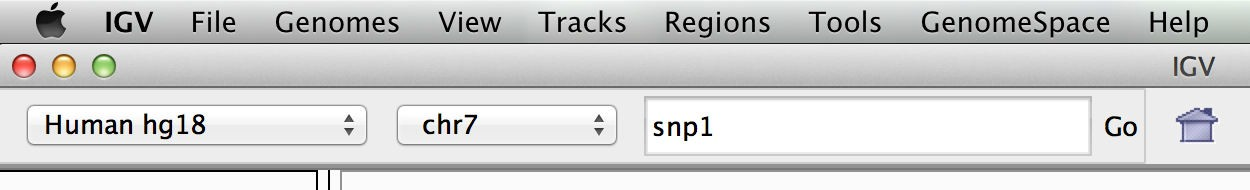 IGV File Genomes View Tracks Regions Tools GenomeSpace Help
IGV
Human hg18 chr7 snp1 Go